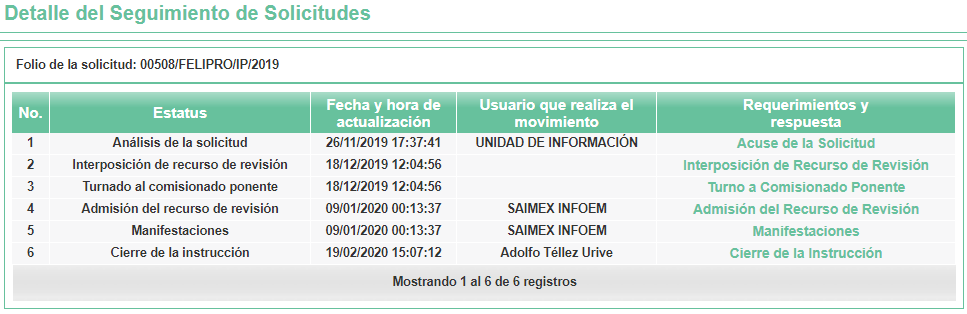 Detalle del Seguimiento de Solicitudes
Folio de la solicitud: 00508/FELIPRO/IP/2019
No. Estatus Fecha y hora de actualización Usuario que realiza el movimiento Requerimientos y respuesta
1 Análisis de la solicitud 26/11/2019 17:37:41 UNIDAD DE INFORMACIÓN Acuse de la Solicitud
2 Interposición de recurso de revisión 18/12/2019 12:04:56 Interposición de Recurso de Revisión
3 Turnado al comisionado ponente 18/12/2019 12:04:56 Turno a Comisionado Ponente
4 Admisión del recurso de revisión 09/01/2020 00:13:37 SAIMEX INFOEM Admisión del Recurso de Revisión
5 Manifestaciones 09/01/2020 00:13:37 SAIMEX INFOEM Manifestaciones
6 Cierre de la instrucción 19/02/2020 15:07:12 Adolfo Téllez Urive Cierre de la Instrucción
Mostrando 1 al 6 de 6 registros